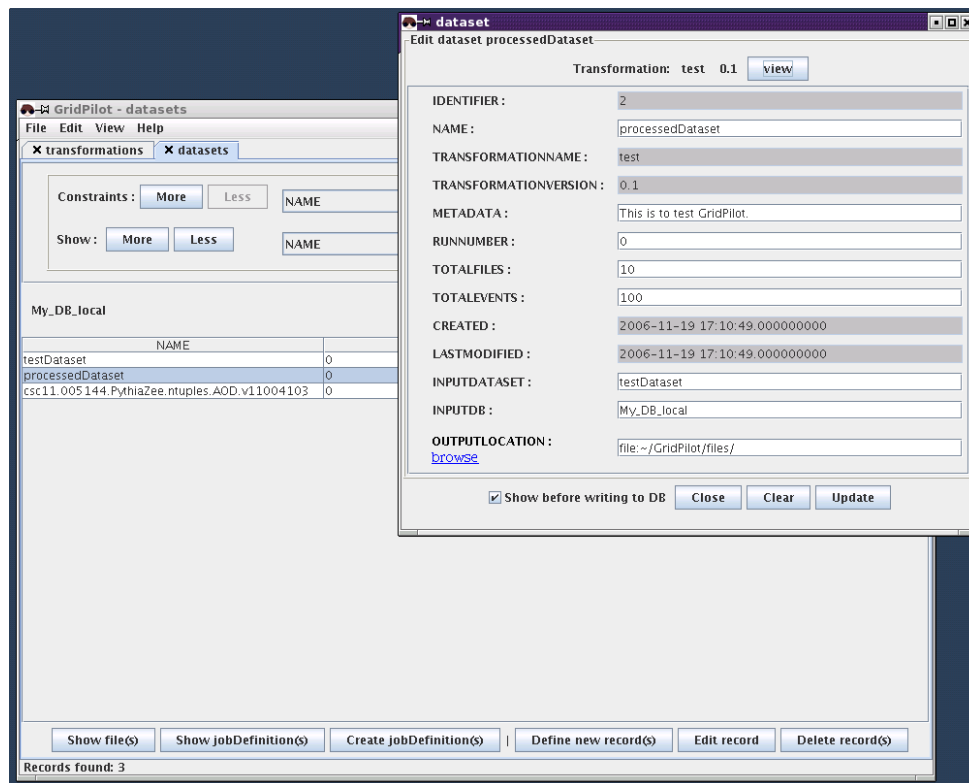 dataset
Edit dataset processedDataset
Transformation: test 0.1 view
IDENTIFIER : 2
NAME : processedDataset
TRANSFORMATIONNAME : test
TRANSFORMATIONVERSION : 0.1
METADATA : This is to test GridPilot.
RUNNUMBER : 0
TOTALFILES : 10
TOTALEVENTS : 100
CREATED : 2006-11-19 17:10:49.000000000
LASTMODIFIED : 2006-11-19 17:10:49.000000000
INPUTDATASET : testDataset
INPUTDB : My_DB_local
OUTPUTLOCATION : file:~/GridPilot/files/
browse
Show before writing to DB Close Clear Update
GridPilot - datasets
File Edit View Help
transformations datasets
Constraints : More Less NAME
Show : More Less NAME
My_DB_local
NAME
testDataset 0
processedDataset 0
csc11.005144.PythiaZee.ntuples.AOD.v11004103 0
Show file(s) Show jobDefinition(s) Create jobDefinition(s) | Define new record(s) Edit record Delete record(s)
Records found: 3